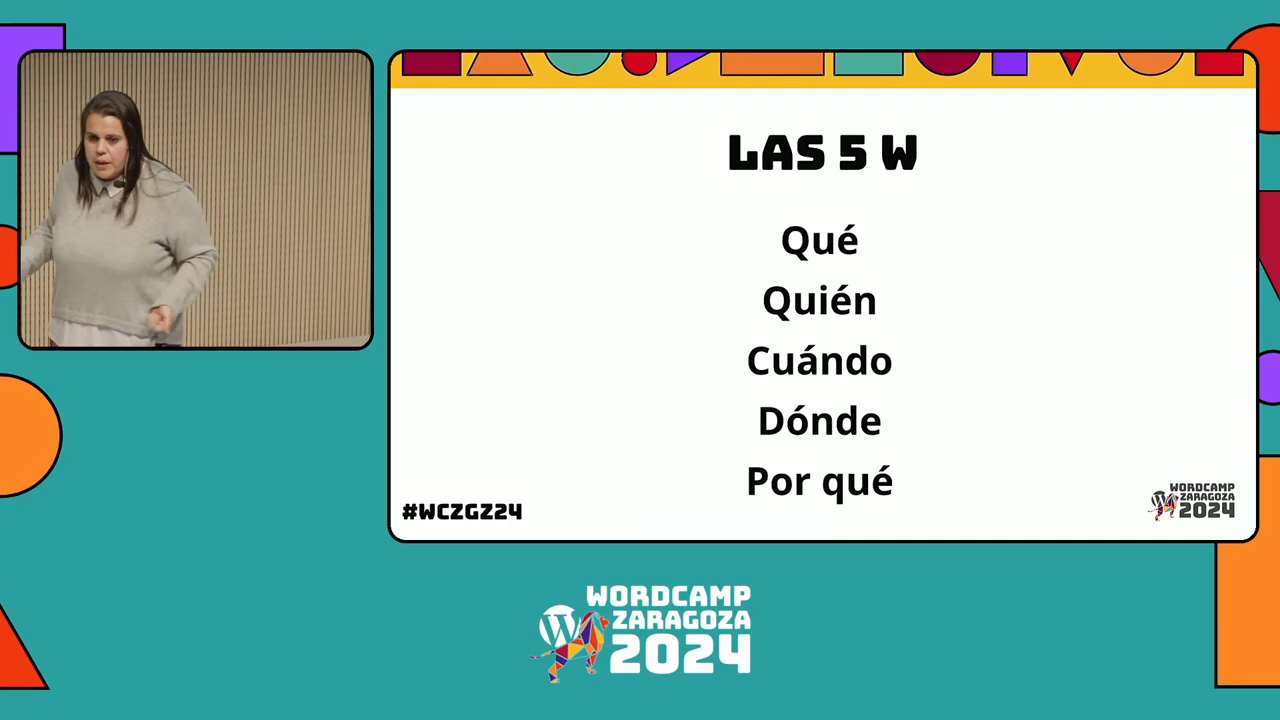 LAS 5 W
Qué
Quién
Cuándo
Dónde
Por qué
#WCZGZ24
WORDCAMP
ZARAGOZA
2024
WORDCAMP
ZARAGOZA
2024